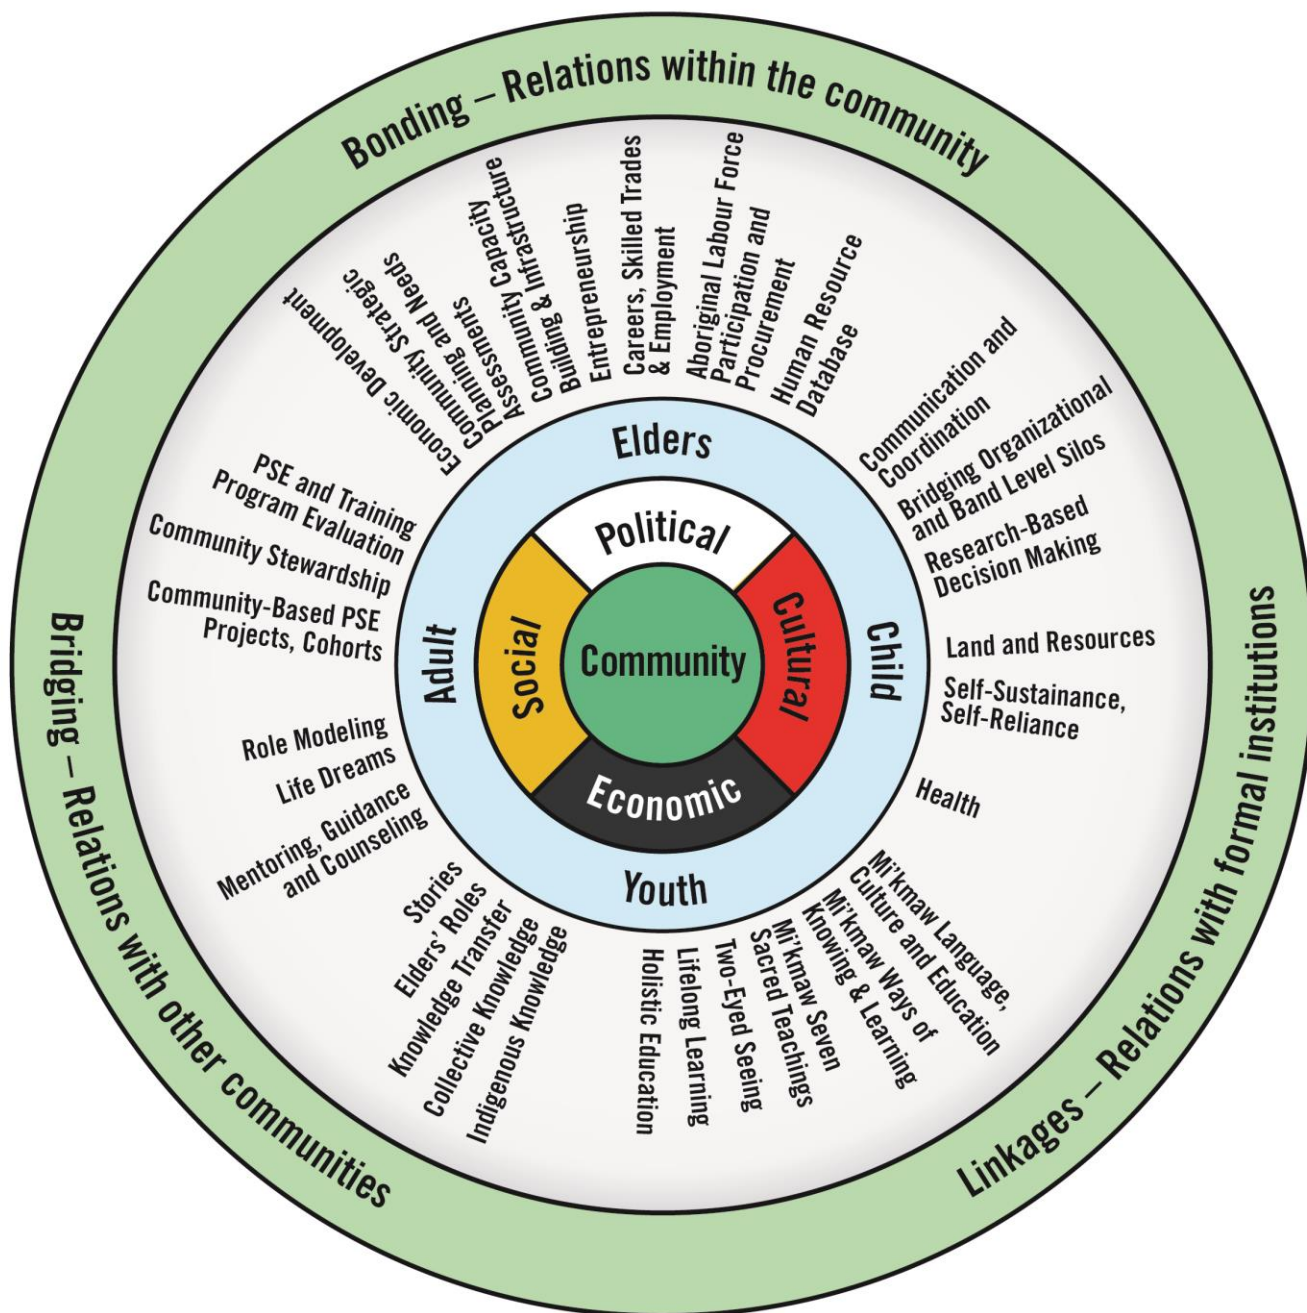 Bonding – Relations within the community
Economic Development
Community Strategic
Planning and Needs
Assessments
Community Capacity
Building & Infrastructure
Entrepreneurship
Careers, Skilled Trades
& Employment
Aboriginal Labour Force
Participation and
Procurement
Human Resource
Database
Communication and
Coordination
Bridging Organizational
and Band Level Silos
Research-Based
Decision Making
Land and Resources
Self-Sustainance,
Self-Reliance
Health
Mi'kmaw Language,
Culture and Education
Mi'kmaw Ways of
Knowing & Learning
Mi'kmaw Seven
Sacred Teachings
Two-Eyed Seeing
Lifelong Learning
Holistic Education
Indigenous Knowledge
Collective Knowledge
Knowledge Transfer
Elders' Roles
Stories
Mentoring, Guidance
and Counseling
Life Dreams
Role Modeling
Community-Based PSE
Projects, Cohorts
Community Stewardship
PSE and Training
Program Evaluation
Elders
Child
Youth
Adult
Political
Cultural
Economic
Social
Community
Linkages – Relations with formal institutions
Bridging – Relations with other communities